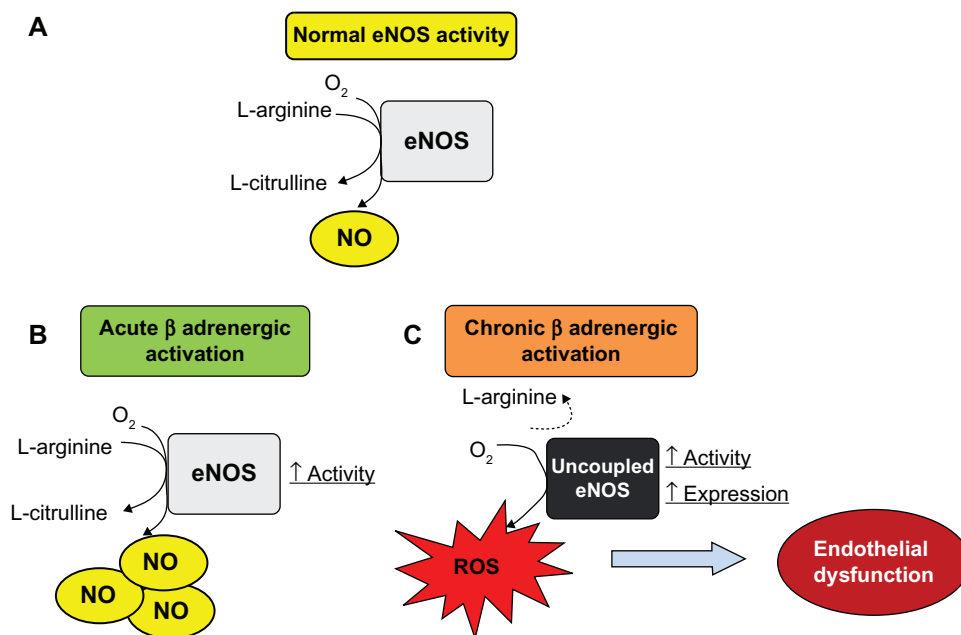 A
Normal eNOS activity
O2
L-arginine
eNOS
L-citrulline
NO
B
Acute β adrenergic
activation
O2
L-arginine
eNOS
↑ Activity
L-citrulline
NO
NO
NO
C
Chronic β adrenergic
activation
L-arginine
O2
Uncoupled
eNOS
↑ Activity
↑ Expression
ROS
Endothelial
dysfunction